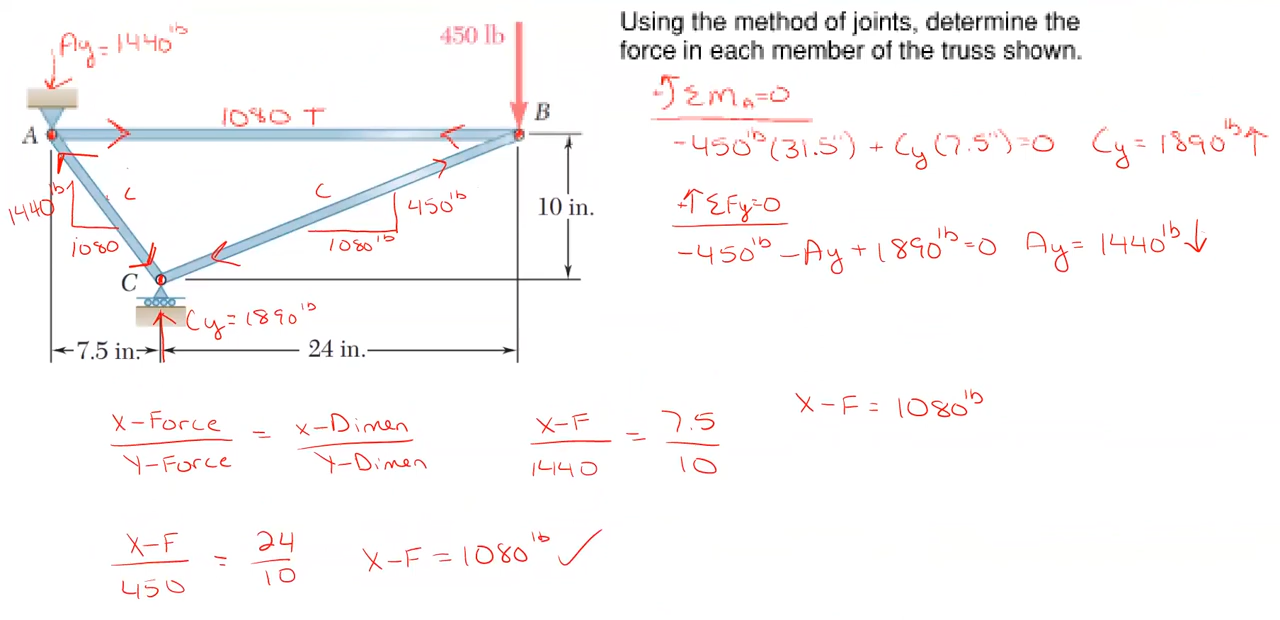 Using the method of joints, determine the
force in each member of the truss shown.
Ay = 1440 lb
450 lb
A
1080 T
B
+↰ΣMA=0
-450 lb (31.5") + Cy (7.5") = 0 Cy = 1890 lb ↑
1440 lb
C
1080
C
1080 lb
450 lb
10 in.
+↑ΣFy=0
-450 lb - Ay + 1890 lb = 0 Ay = 1440 lb ↓
C
Cy = 1890 lb
7.5 in.
24 in.
X-Force / Y-Force = X-Dimen / Y-Dimen
X-F / 1440 = 7.5 / 10
X-F = 1080 lb
X-F / 450 = 24 / 10
X-F = 1080 lb ✓